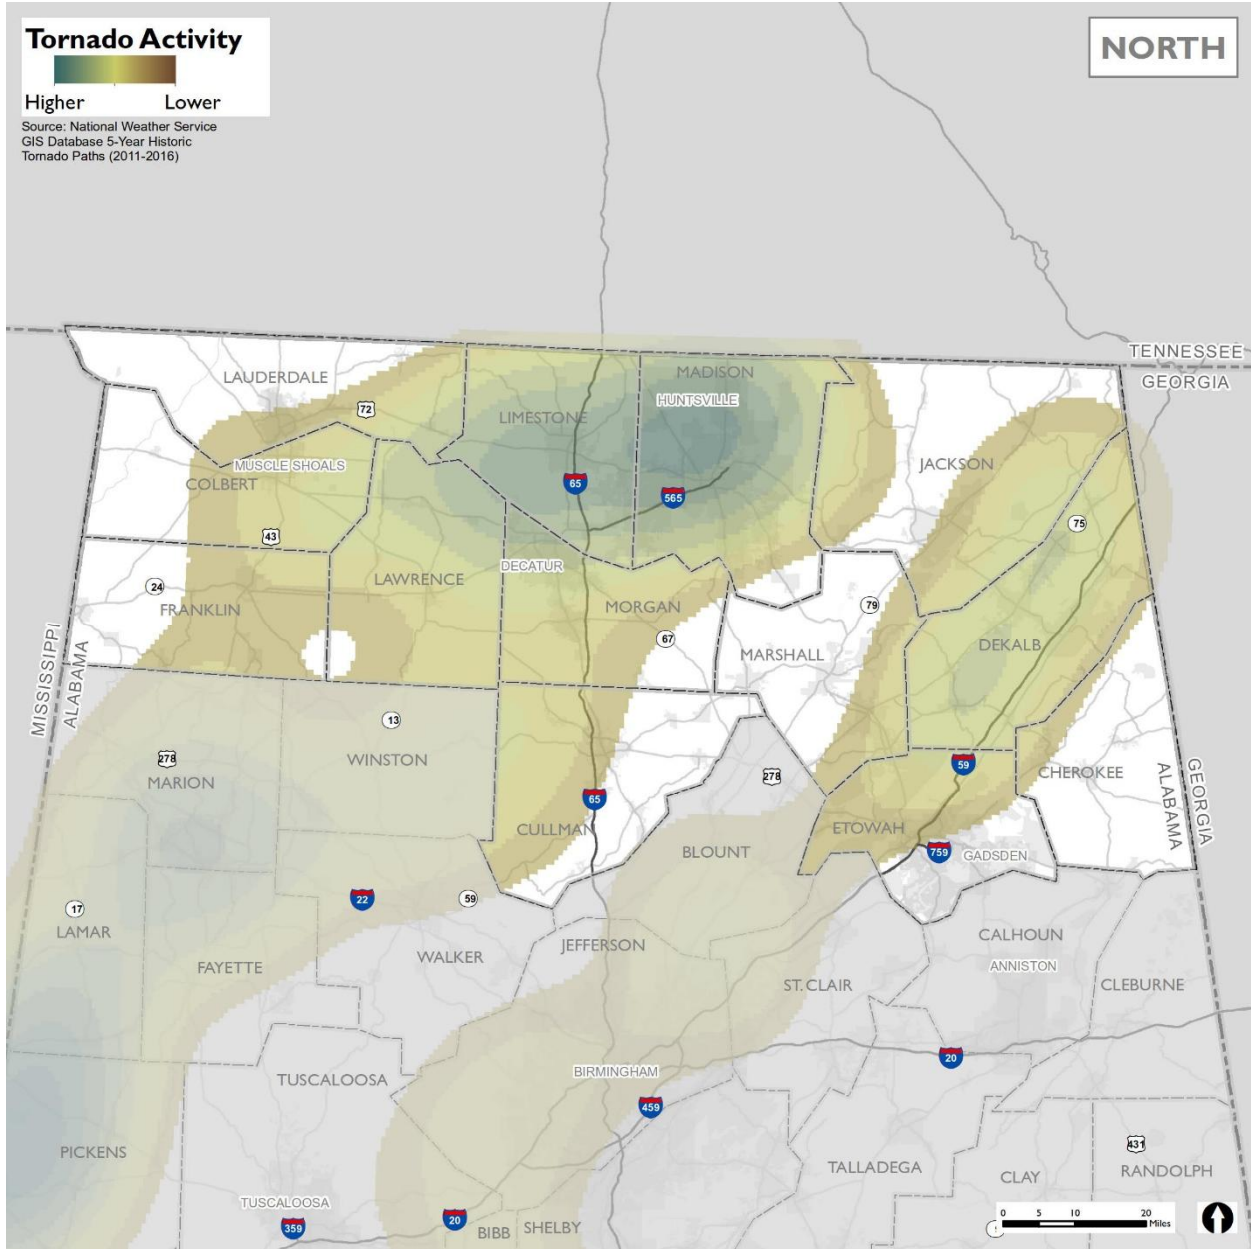 Tornado Activity
Higher Lower
Source: National Weather Service
GIS Database 5-Year Historic
Tornado Paths (2011-2016)
NORTH
TENNESSEE
GEORGIA
LAUDERDALE
MADISON
HUNTSVILLE
72
LIMESTONE
MUSCLE SHOALS
COLBERT
JACKSON
65
565
75
43
DECATUR
LAWRENCE
24
FRANKLIN
MORGAN
79
67
MARSHALL
DEKALB
MISSISSIPPI
ALABAMA
13
WINSTON
278
MARION
59
278
CHEROKEE
GEORGIA
ALABAMA
65
CULLMAN
ETOWAH
BLOUNT
759
GADSDEN
22
59
17
LAMAR
CALHOUN
JEFFERSON
WALKER
FAYETTE
ANNISTON
ST. CLAIR
CLEBURNE
20
BIRMINGHAM
TUSCALOOSA
459
PICKENS
431
TALLADEGA
CLAY
RANDOLPH
TUSCALOOSA
359
20
BIBB
SHELBY
0 5 10 20
Miles